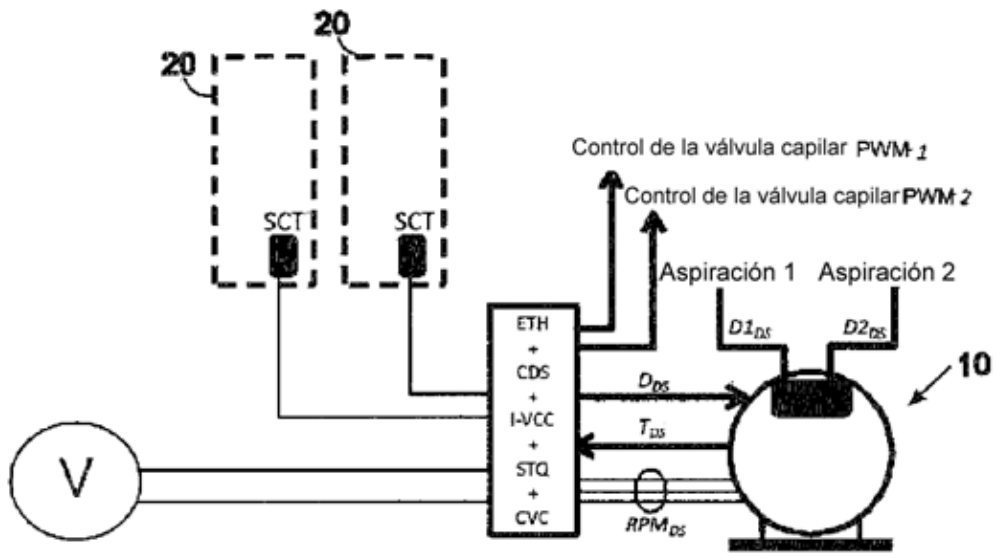 20
20
SCT
SCT
Control de la válvula capilar PWM-1
Control de la válvula capilar PWM-2
Aspiración 1
Aspiración 2
D1DS
D2DS
10
ETH
+
CDS
+
I-VCC
+
STQ
+
CVC
DDS
TDS
RPMDS
V